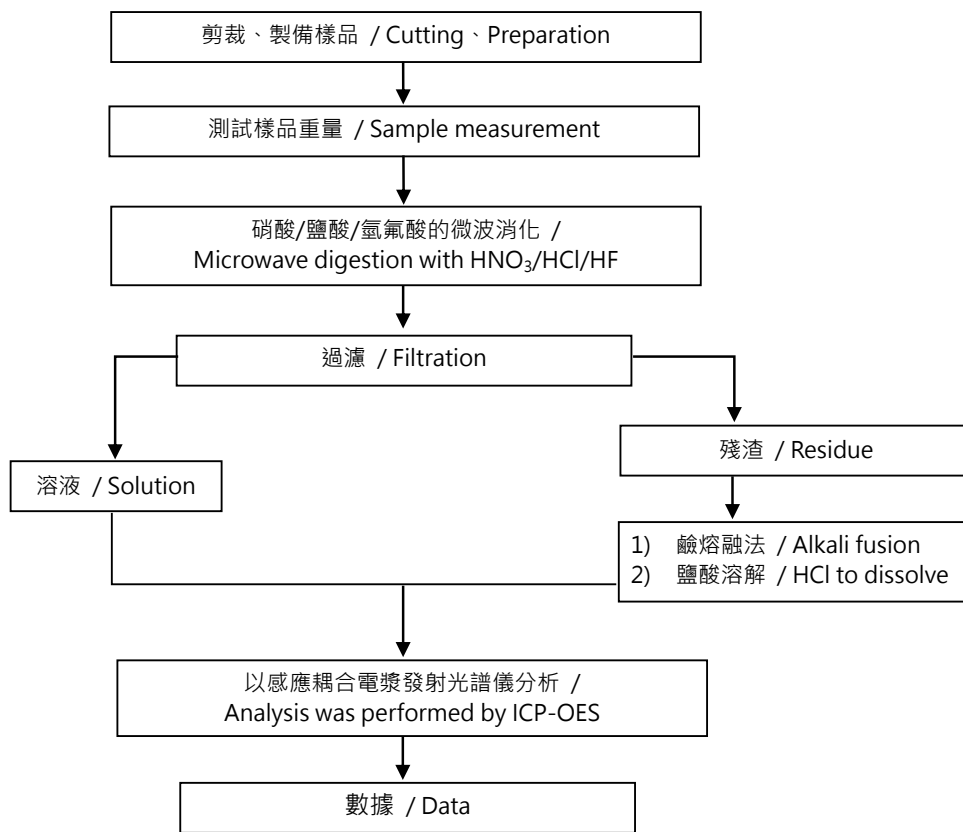 剪裁、製備樣品 / Cutting、Preparation
測試樣品重量 / Sample measurement
硝酸/鹽酸/氫氟酸的微波消化 /
Microwave digestion with HNO₃/HCl/HF
過濾 / Filtration
溶液 / Solution
殘渣 / Residue
1) 鹼熔融法 / Alkali fusion
2) 鹽酸溶解 / HCl to dissolve
以感應耦合電漿發射光譜儀分析 /
Analysis was performed by ICP-OES
數據 / Data